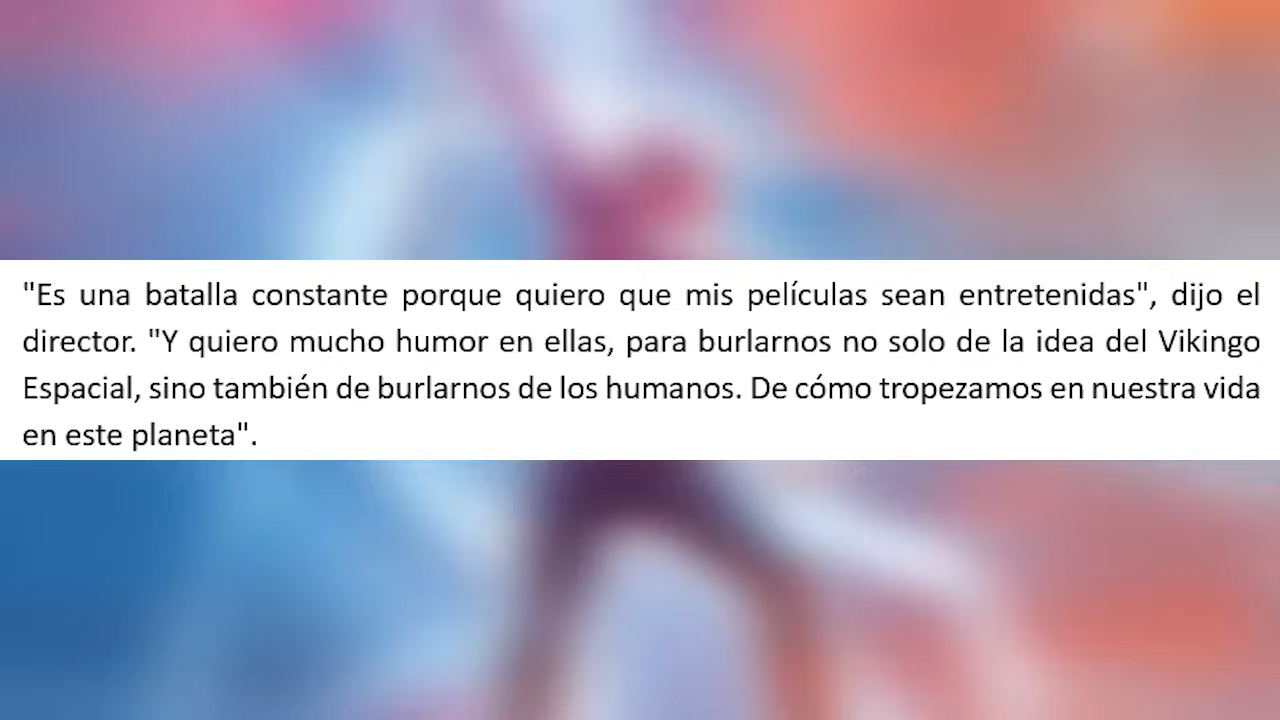 "Es una batalla constante porque quiero que mis películas sean entretenidas", dijo el
director. "Y quiero mucho humor en ellas, para burlarnos no solo de la idea del Vikingo
Espacial, sino también de burlarnos de los humanos. De cómo tropezamos en nuestra vida
en este planeta".